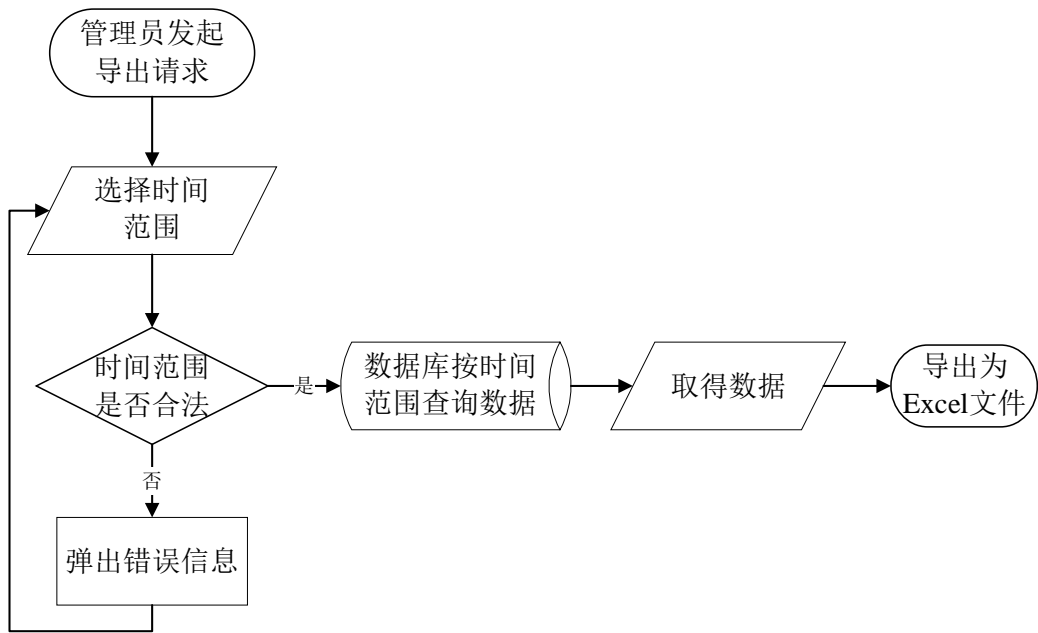 管理员发起
导出请求
选择时间
范围
时间范围
是否合法
是
数据库按时间
范围查询数据
取得数据
导出为
Excel文件
否
弹出错误信息